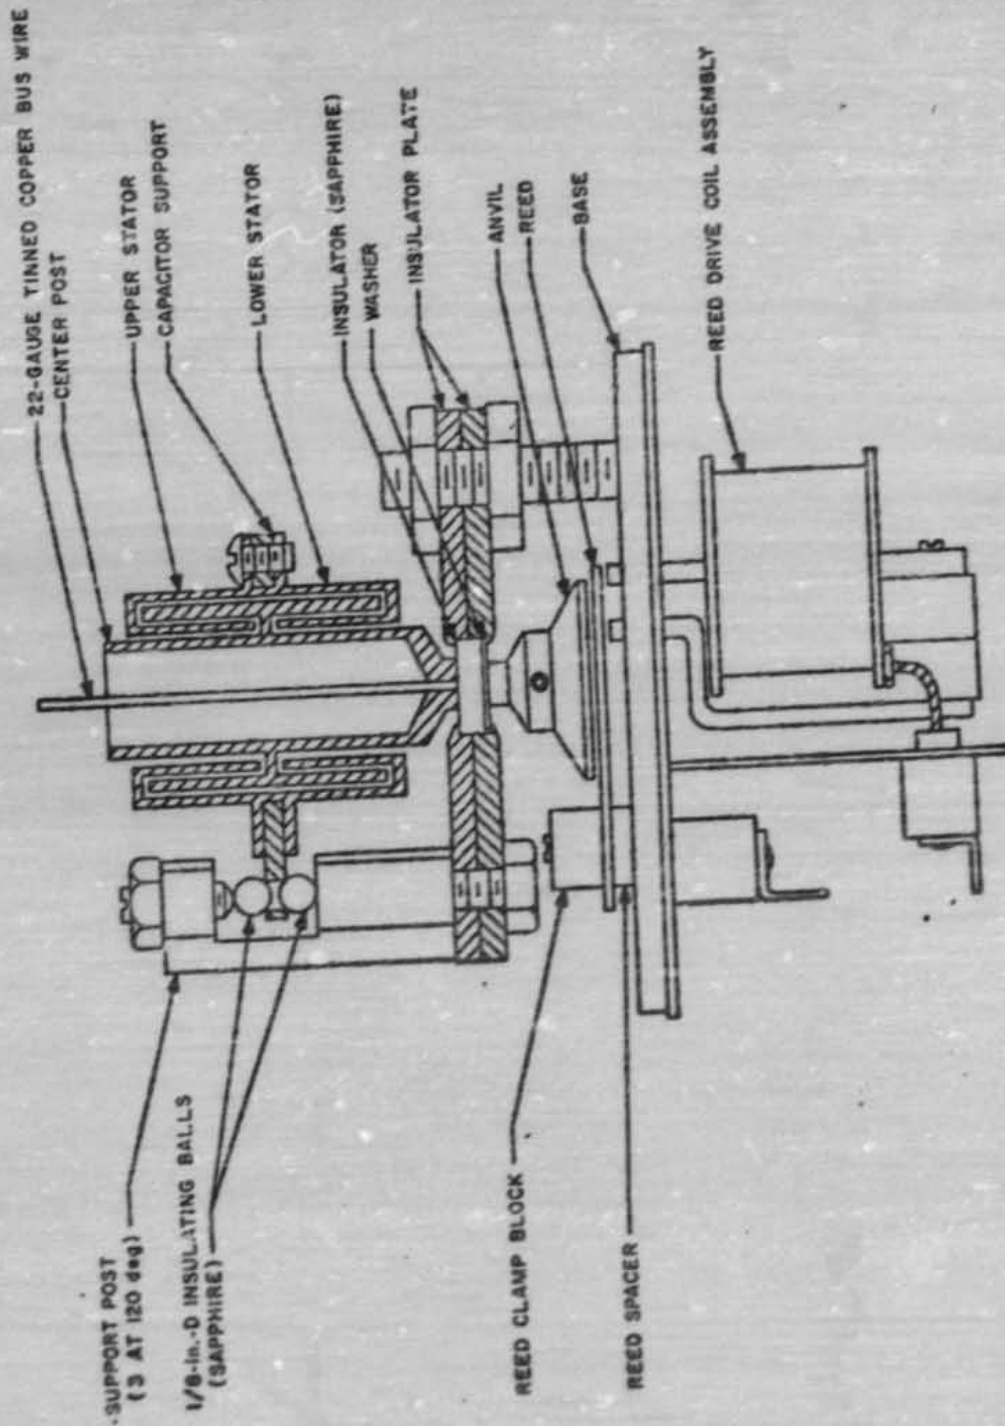 22-GAUGE TINNED COPPER BUS WIRE
CENTER POST
UPPER STATOR
CAPACITOR SUPPORT
LOWER STATOR
INSULATOR (SAPPHIRE)
WASHER
INSULATOR PLATE
ANVIL
REED
BASE
REED DRIVE COIL ASSEMBLY
SUPPORT POST
(3 AT 120 deg)
1/8-In.-D INSULATING BALLS
(SAPPHIRE)
REED CLAMP BLOCK
REED SPACER